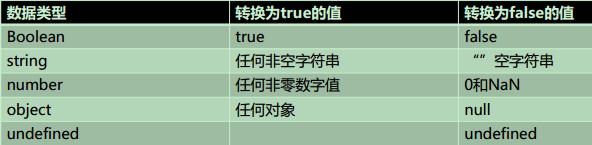 数据类型 转换为true的值 转换为false的值
Boolean true false
string 任何非空字符串 “”空字符串
number 任何非零数字值 0和NaN
object 任何对象 null
undefined undefined